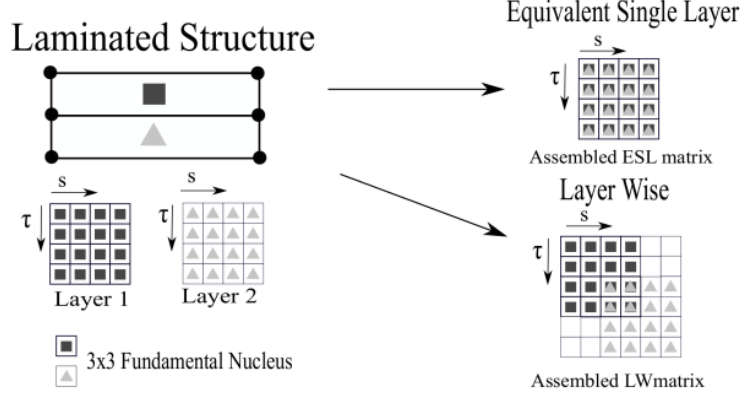 Laminated Structure
s
τ
Layer 1
s
τ
Layer 2
3x3 Fundamental Nucleus
Equivalent Single Layer
s
τ
Assembled ESL matrix
Layer Wise
s
τ
Assembled LWmatrix